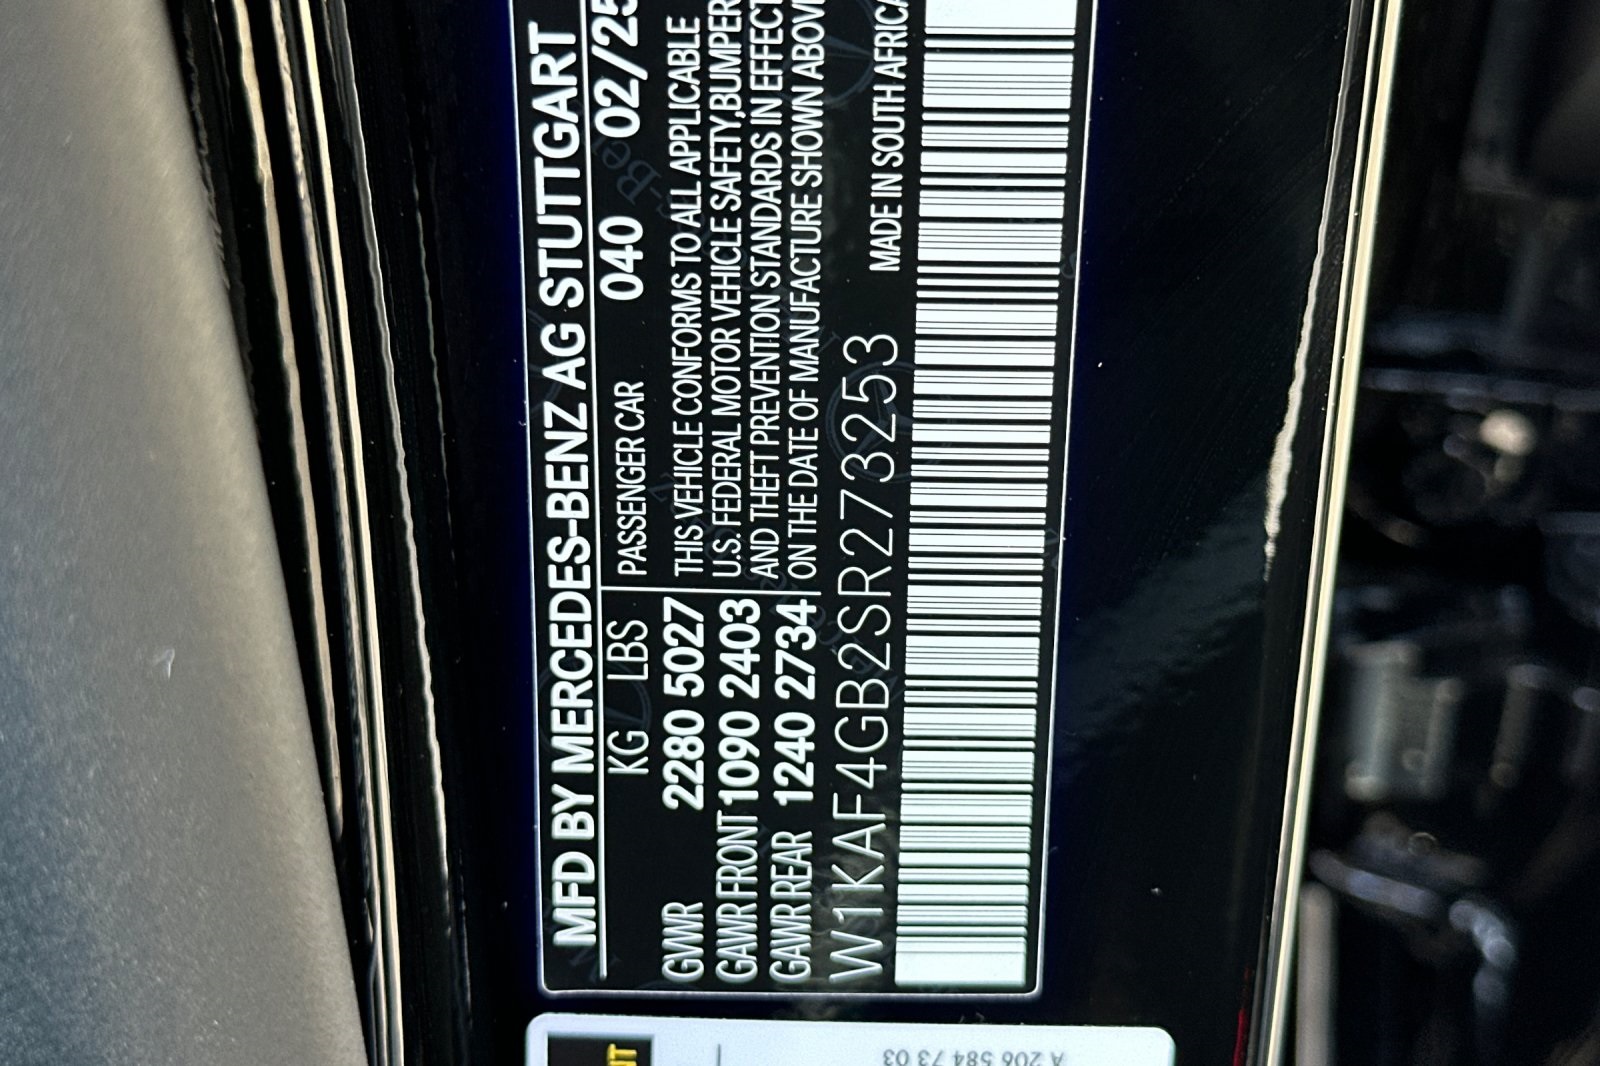 MFD BY MERCEDES-BENZ AG STUTTGART
KG LBS
PASSENGER CAR 040 02/25
GVWR 2280 5027
GAWR FRONT 1090 2403
GAWR REAR 1240 2734
THIS VEHICLE CONFORMS TO ALL APPLICABLE
U.S. FEDERAL MOTOR VEHICLE SAFETY,BUMPER
AND THEFT PREVENTION STANDARDS IN EFFECT
ON THE DATE OF MANUFACTURE SHOWN ABOVE
W1KAF4GB2SR273253
MADE IN SOUTH AFRICA
A 206 584 73 03